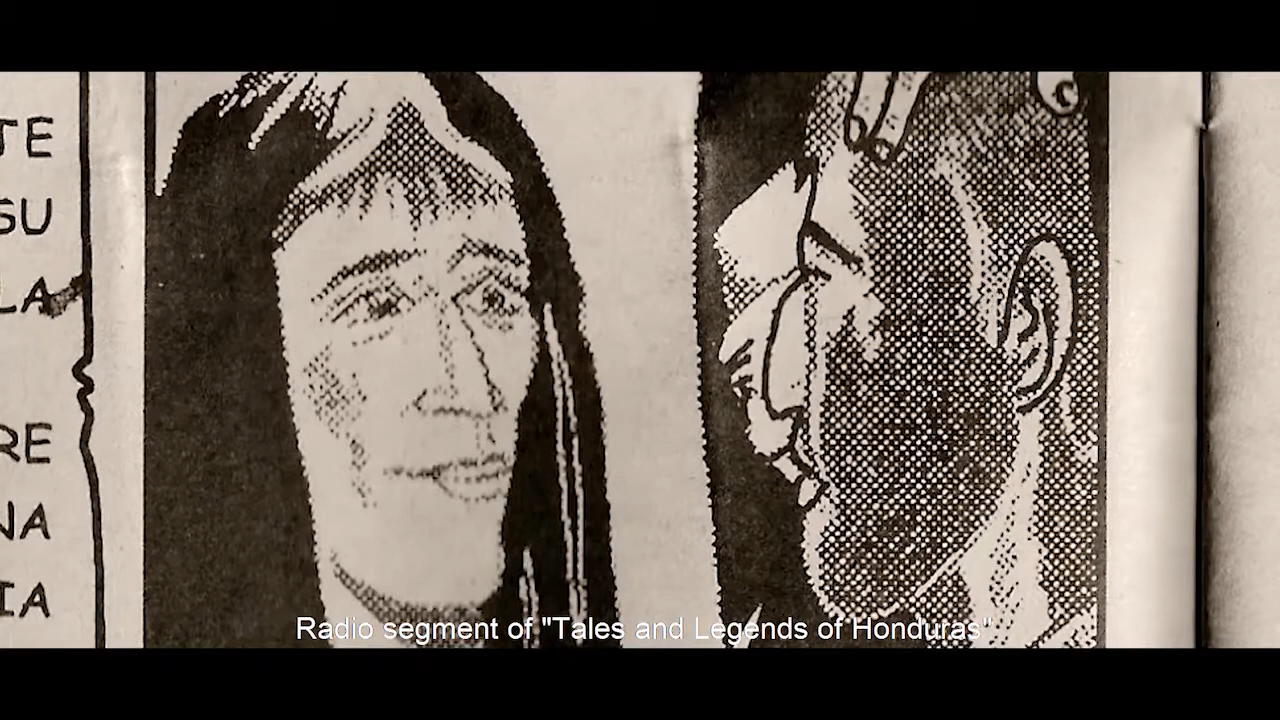 TE
SU
LA
RE
NA
IA
Radio segment of "Tales and Legends of Honduras"